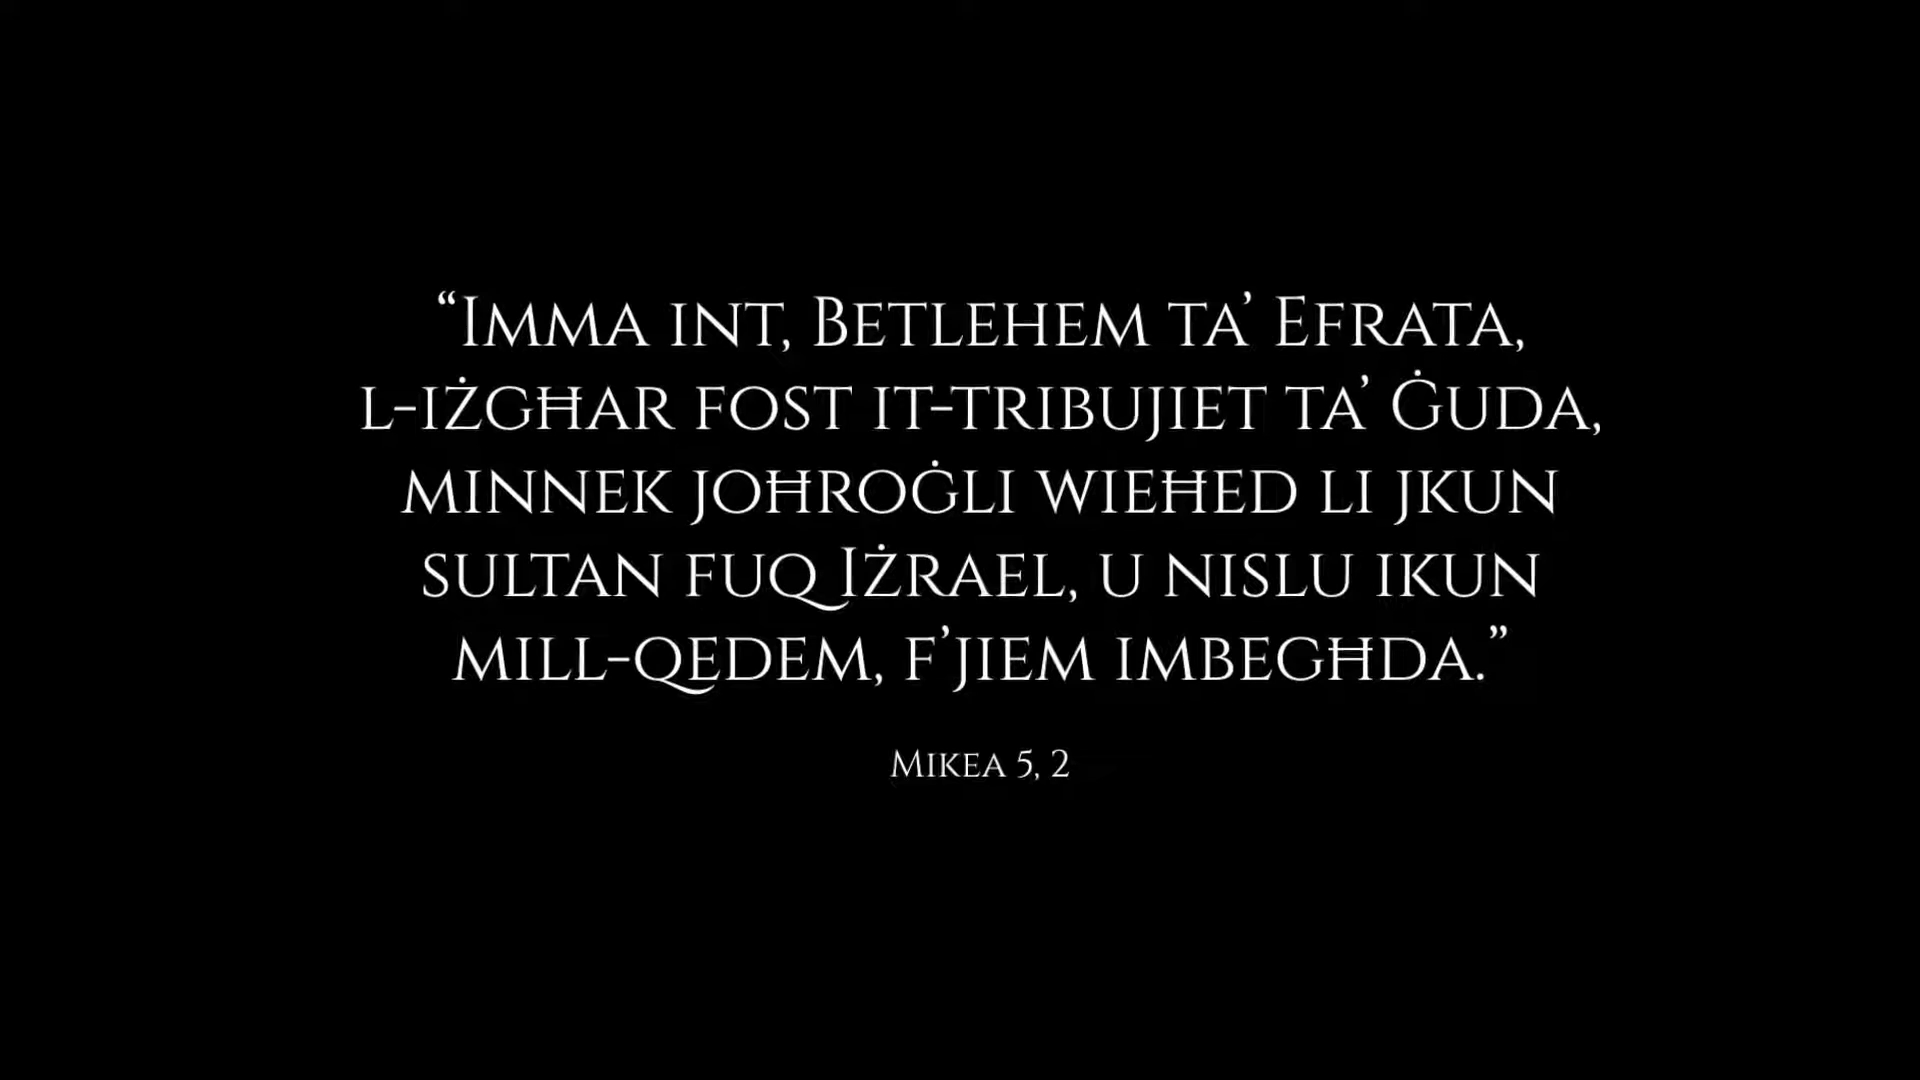 “Imma int, Betlehem ta’ Efrata,
l-iżgħar fost it-tribujiet ta’ Ġuda,
minnek joħroġli wieħed li jkun
sultan fuq Iżrael, u nislu ikun
mill-qedem, f’jiem imbegħda.”
Mikea 5, 2